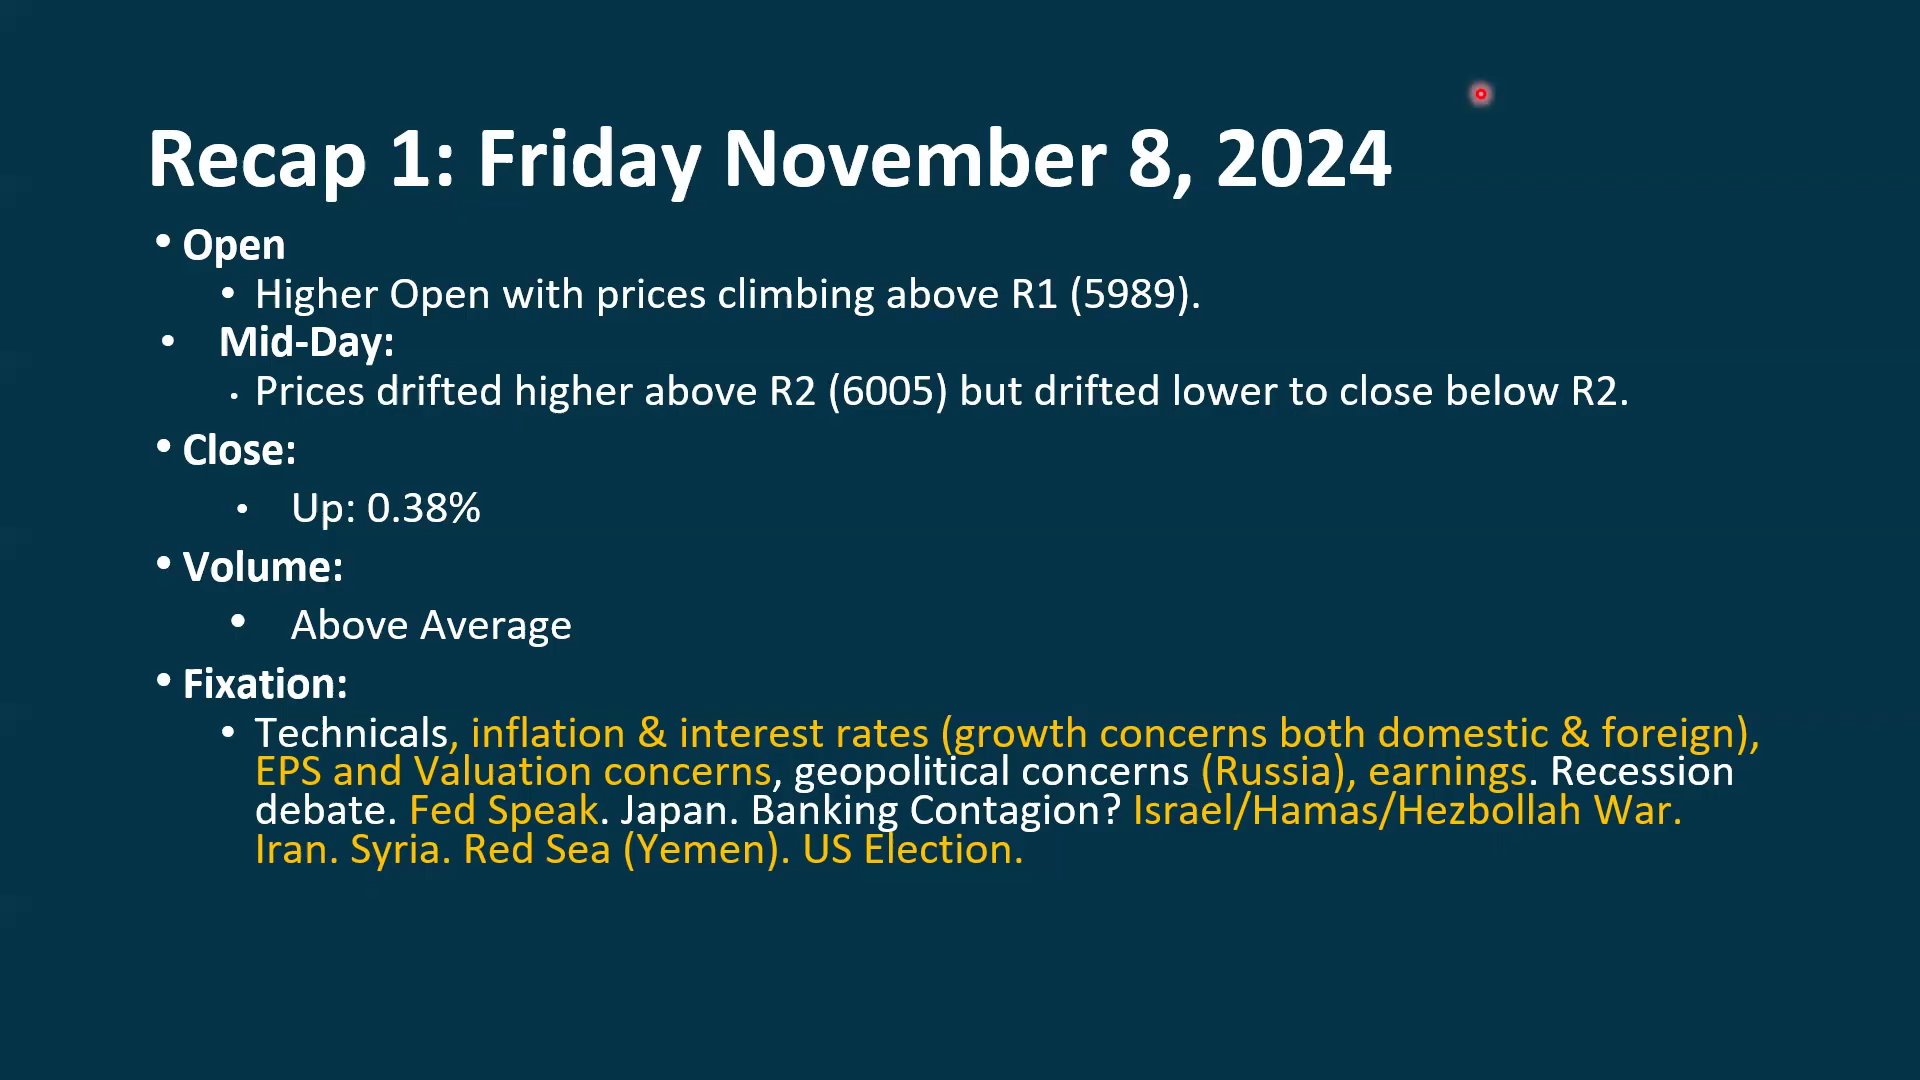 Recap 1: Friday November 8, 2024
• Open
• Higher Open with prices climbing above R1 (5989).
• Mid-Day:
• Prices drifted higher above R2 (6005) but drifted lower to close below R2.
• Close:
• Up: 0.38%
• Volume:
• Above Average
• Fixation:
• Technicals, inflation & interest rates (growth concerns both domestic & foreign),
EPS and Valuation concerns, geopolitical concerns (Russia), earnings. Recession
debate. Fed Speak. Japan. Banking Contagion? Israel/Hamas/Hezbollah War.
Iran. Syria. Red Sea (Yemen). US Election.